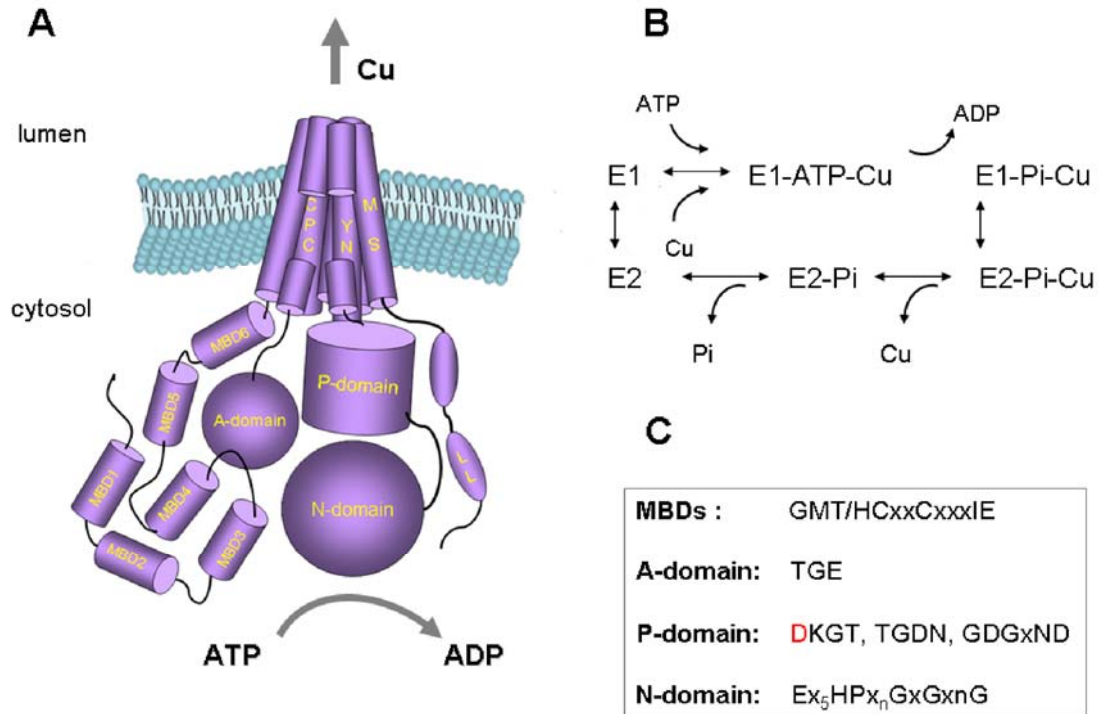 A
Cu
lumen
cytosol
C
P
C
Y
N
M
S
MBD6
MBD5
A-domain
P-domain
MBD1
MBD4
MBD3
MBD2
N-domain
L
L
ATP
ADP
B
ATP
ADP
E1
E1-ATP-Cu
E1-Pi-Cu
Cu
E2
E2-Pi
E2-Pi-Cu
Pi
Cu
C
MBDs : GMT/HCxxCxxxIE
A-domain: TGE
P-domain: DKGT, TGDN, GDGxND
N-domain: Ex₅HPxₙGxGxnG